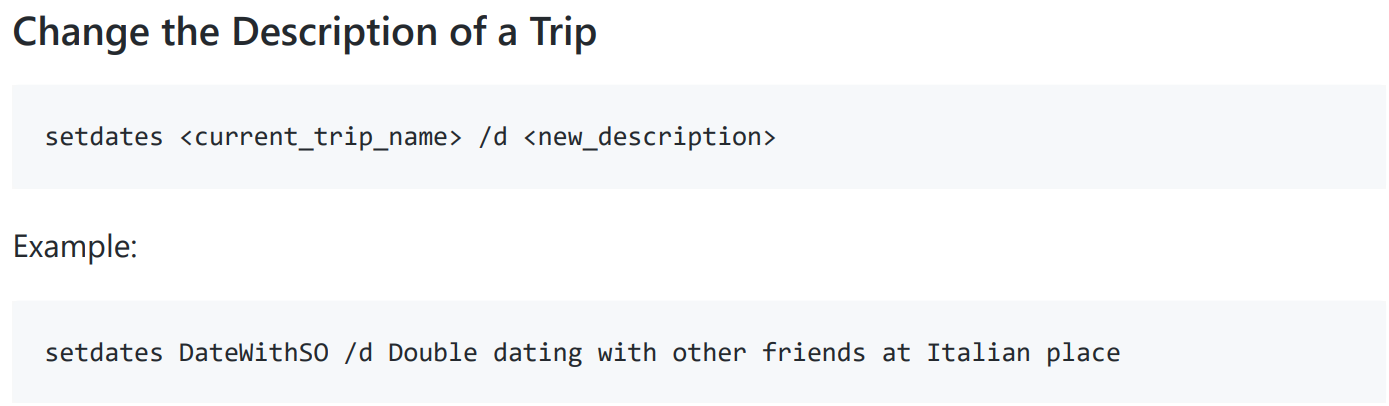 Change the Description of a Trip
setdates <current_trip_name> /d <new_description>
Example:
setdates DateWithSO /d Double dating with other friends at Italian place